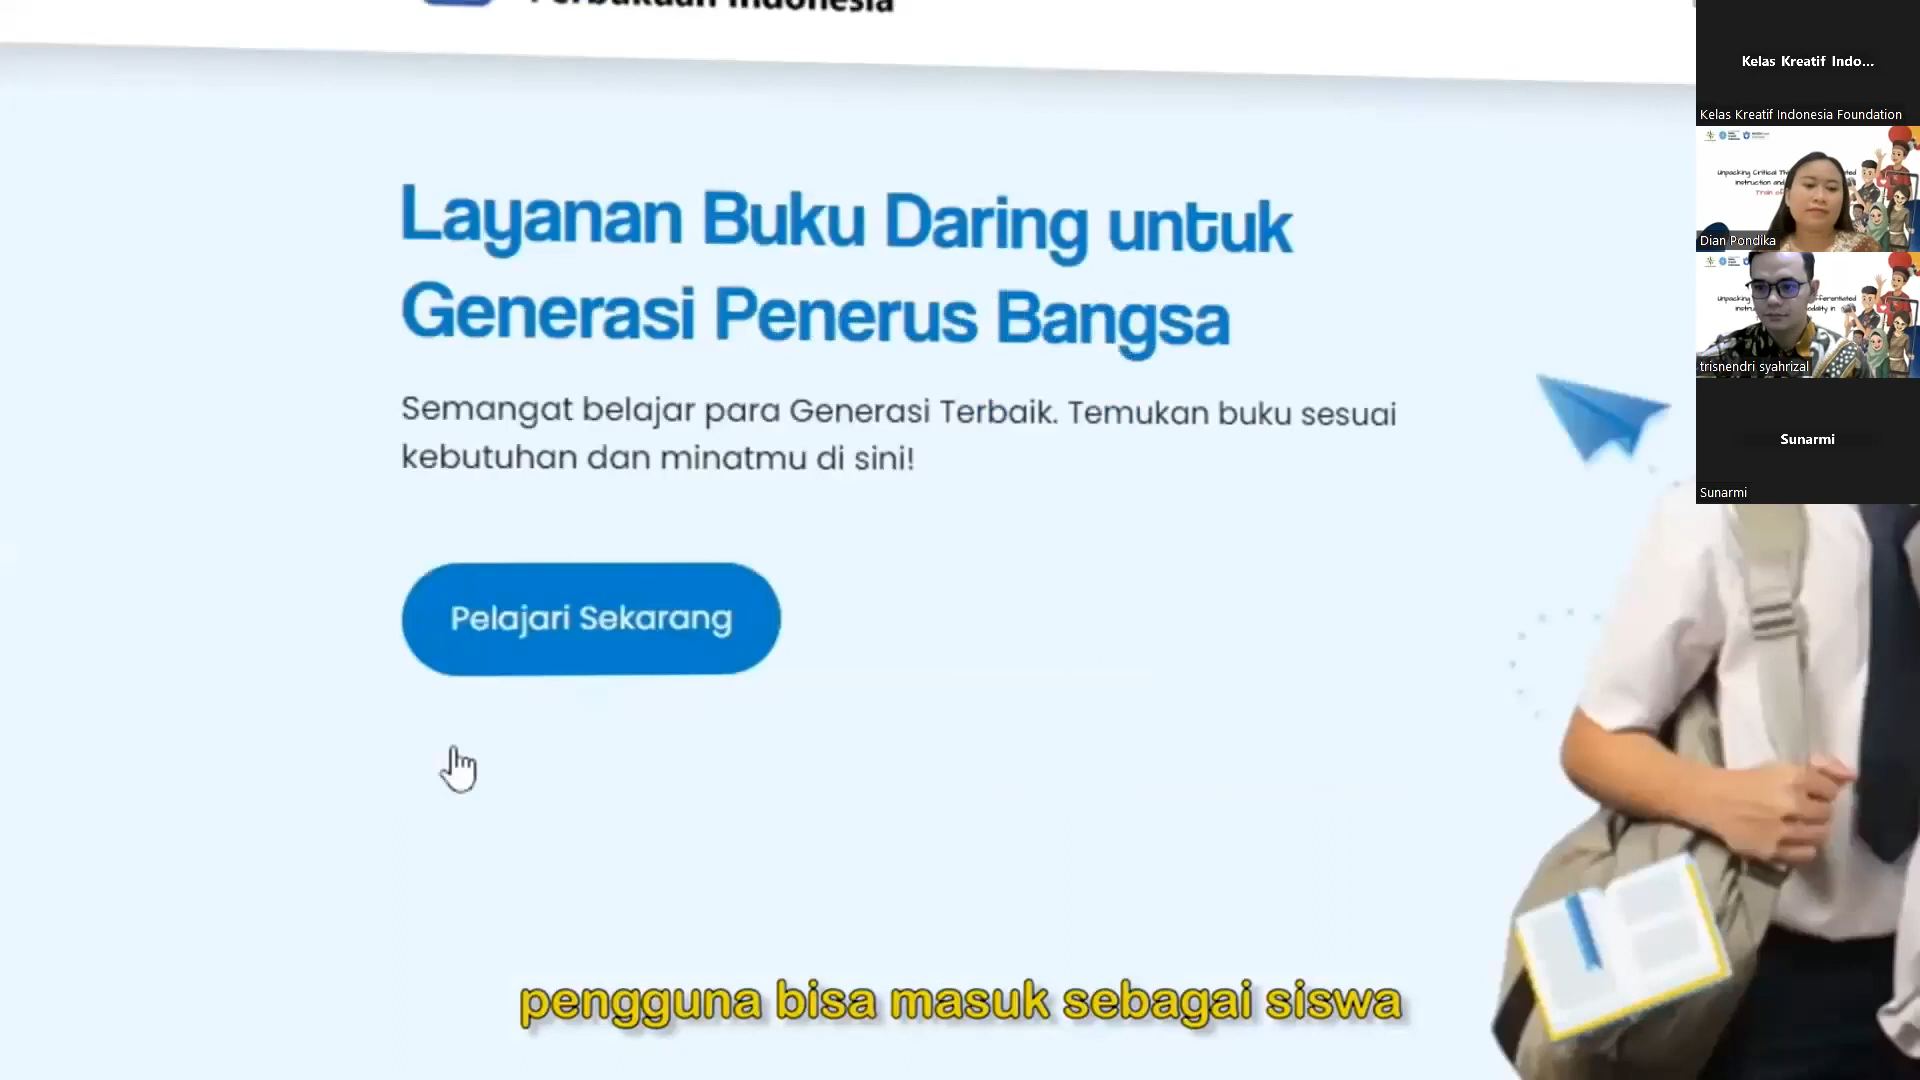 Perbukuan Indonesia
Layanan Buku Daring untuk
Generasi Penerus Bangsa
Semangat belajar para Generasi Terbaik. Temukan buku sesuai
kebutuhan dan minatmu di sini!
Pelajari Sekarang
pengguna bisa masuk sebagai siswa
Kelas Kreatif Indo...
Kelas Kreatif Indonesia Foundation
Dian Pondika
trisnendri syahrizal
Sunarmi
Sunarmi